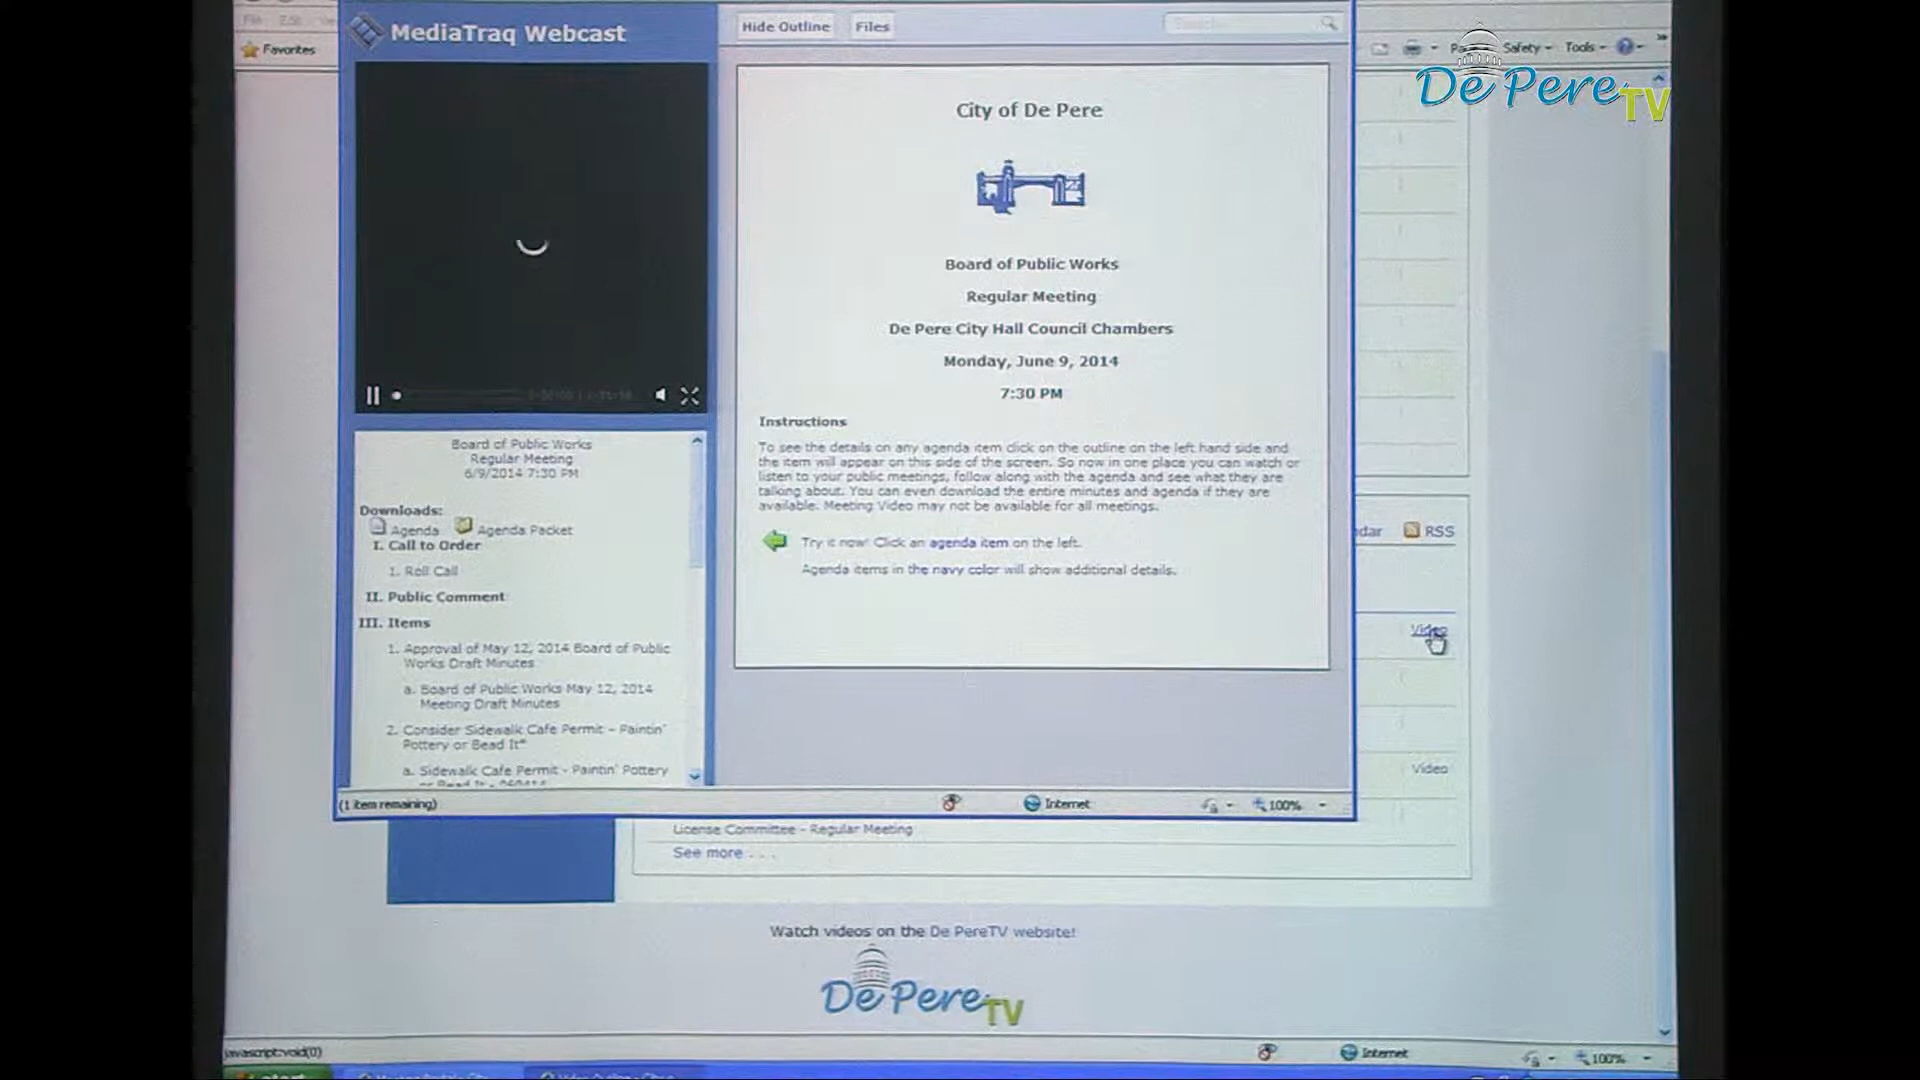 MediaTraq Webcast
Hide Outline
Files
Favorites
Safety
Tools
De Pere TV
City of De Pere
Board of Public Works
Regular Meeting
De Pere City Hall Council Chambers
Monday, June 9, 2014
7:30 PM
Instructions
To see the details on any agenda item click on the outline on the left hand side and
the item will appear on this side of the screen. So now in one place you can watch or
listen to your public meetings, follow along with the agenda and see what they are
talking about. You can even download the entire minutes and agenda if they are
available. Meeting Video may not be available for all meetings.
Try it now! Click an agenda item on the left.
Agenda items in the navy color will show additional details.
Board of Public Works
Regular Meeting
6/9/2014 7:30 PM
Downloads:
Agenda Agenda Packet
I. Call to Order
1. Roll Call
II. Public Comment
III. Items
1. Approval of May 12, 2014 Board of Public
Works Draft Minutes
a. Board of Public Works May 12, 2014
Meeting Draft Minutes
2. Consider Sidewalk Cafe Permit - Paintin'
Pottery or Bead It*
a. Sidewalk Cafe Permit - Paintin' Pottery
RSS
Video
Video
(1 item remaining)
Internet
100%
License Committee - Regular Meeting
See more . . .
Watch videos on the De PereTV website!
De Pere TV
javascript:void(0)
Internet
100%
start